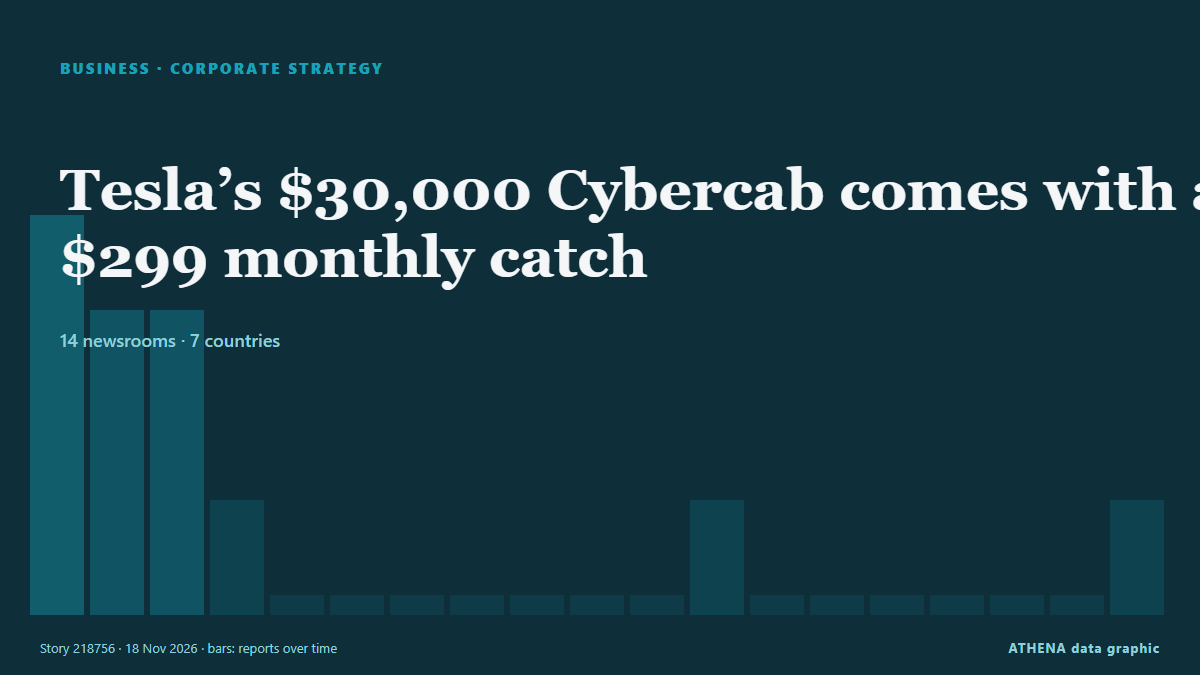 BUSINESS · CORPORATE STRATEGY
Tesla’s $30,000 Cybercab comes with a
$299 monthly catch
14 newsrooms · 7 countries
Story 218756 · 18 Nov 2026 · bars: reports over time
ATHENA data graphic